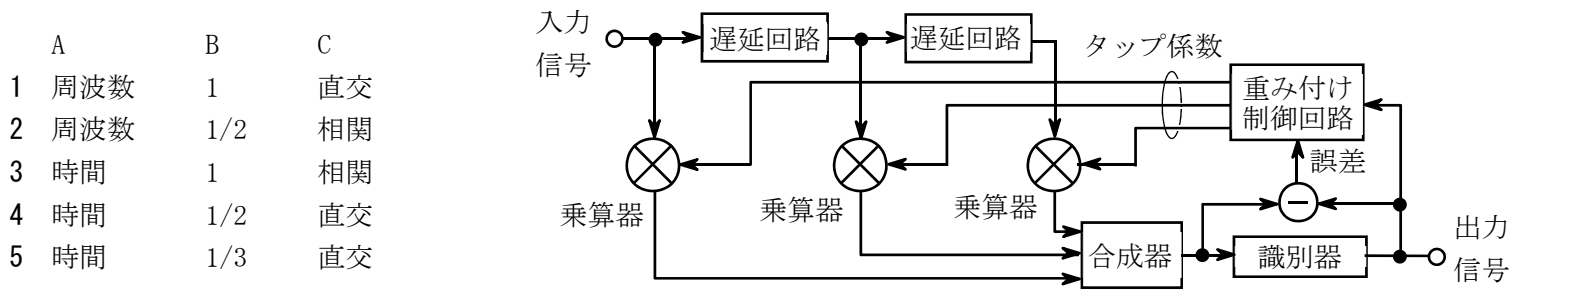 A B C
1 周波数 1 直交
2 周波数 1/2 相関
3 時間 1 相関
4 時間 1/2 直交
5 時間 1/3 直交
入力
信号
遅延回路
遅延回路
タップ係数
重み付け
制御回路
誤差
乗算器
乗算器
乗算器
−
合成器
識別器
出力
信号